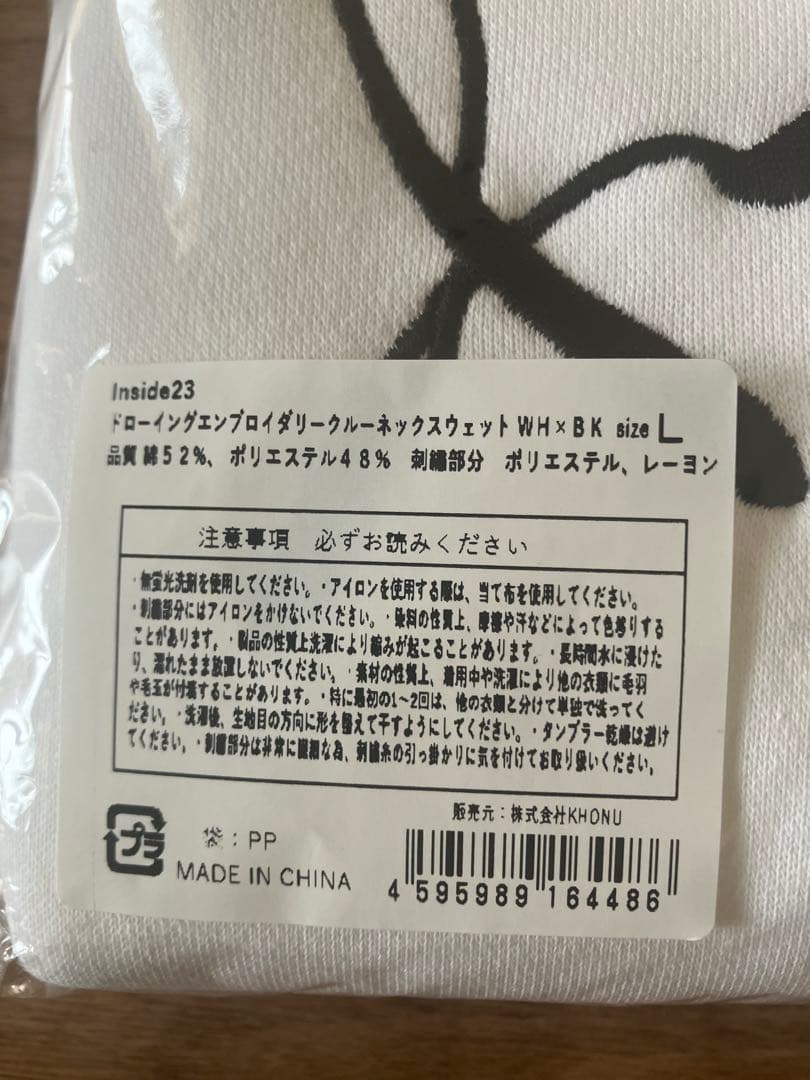 Inside23
ドローイングエンブロイダリークルーネックスウェット WH×BK size L
品質 綿52%、ポリエステル48% 刺繍部分 ポリエステル、レーヨン
注意事項 必ずお読みください
・無蛍光洗剤を使用してください。・アイロンを使用する際は、当て布を使用してください。
・刺繍部分にはアイロンをかけないでください。・染料の性質上、摩擦や汗などによって色移りする
ことがあります。・製品の性質上洗濯により縮みが起こることがあります。・長時間水に浸けた
り、濡れたまま放置しないでください。・素材の性質上、着用中や洗濯により他の衣類に毛羽
や毛玉が付着することがあります。・特に最初の1~2回は、他の衣類と分けて単独で洗ってく
ださい。・洗濯後、生地目の方向に形を整えて干すようにしてください。・タンブラー乾燥は避け
てください。・刺繍部分は非常に繊細な為、刺繍糸の引っ掛かりに気を付けてお取り扱いください。
販売元:株式会社KHONU
プラ
袋:PP
MADE IN CHINA
4 595989 164486